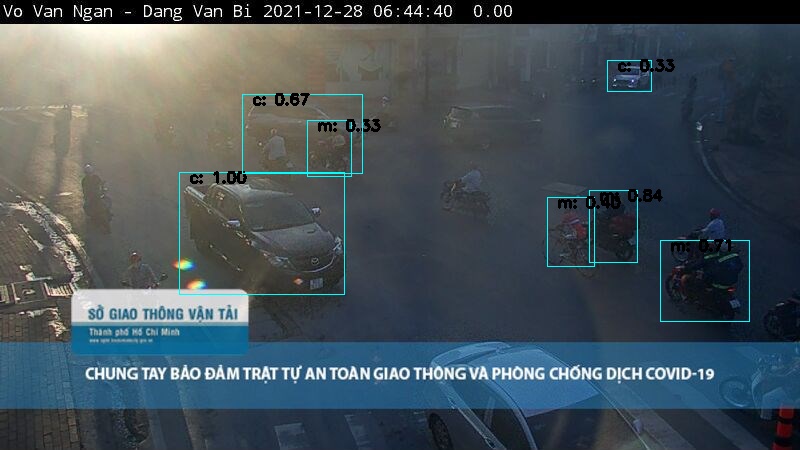 Vo Van Ngan - Dang Van Bi 2021-12-28 06:44:40 0.00
c: 0.33
c: 0.67
m: 0.33
c: 1.00
m: 0.84
m: 0.71
SỞ GIAO THÔNG VẬN TẢI
Thành phố Hồ Chí Minh
CHUNG TAY BẢO ĐẢM TRẬT TỰ AN TOÀN GIAO THÔNG VÀ PHÒNG CHỐNG DỊCH COVID-19